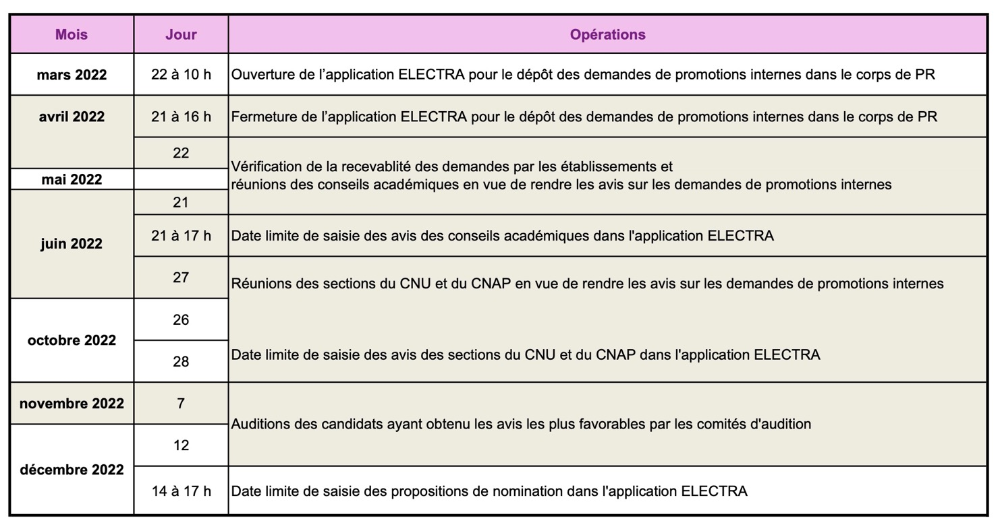 Mois Jour Opérations
mars 2022 22 à 10 h Ouverture de l’application ELECTRA pour le dépôt des demandes de promotions internes dans le corps de PR
avril 2022 21 à 16 h Fermeture de l’application ELECTRA pour le dépôt des demandes de promotions internes dans le corps de PR
22
Vérification de la recevablité des demandes par les établissements et
mai 2022
réunions des conseils académiques en vue de rendre les avis sur les demandes de promotions internes
21
juin 2022
21 à 17 h Date limite de saisie des avis des conseils académiques dans l'application ELECTRA
27 Réunions des sections du CNU et du CNAP en vue de rendre les avis sur les demandes de promotions internes
octobre 2022
26
28 Date limite de saisie des avis des sections du CNU et du CNAP dans l'application ELECTRA
novembre 2022 7
Auditions des candidats ayant obtenu les avis les plus favorables par les comités d'audition
décembre 2022
12
14 à 17 h Date limite de saisie des propositions de nomination dans l'application ELECTRA